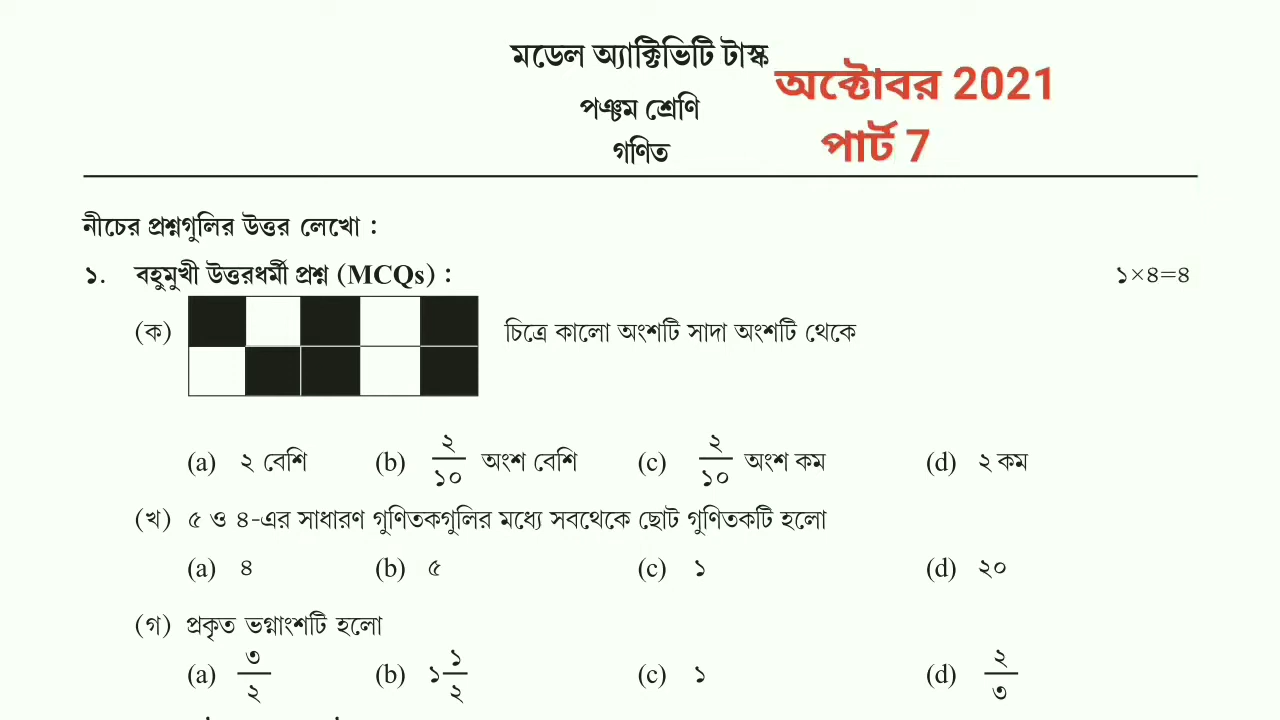 মডেল অ্যাক্টিভিটি টাস্ক
অক্টোবর 2021
পঞ্চম শ্রেণি
পার্ট 7
গণিত
নীচের প্রশ্নগুলির উত্তর লেখো :
১. বহুমুখী উত্তরধর্মী প্রশ্ন (MCQs) : ১×৪=৪
(ক) চিত্রে কালো অংশটি সাদা অংশটি থেকে
(a) ২ বেশি (b) ২/১০ অংশ বেশি (c) ২/১০ অংশ কম (d) ২ কম
(খ) ৫ ও ৪-এর সাধারণ গুণিতকগুলির মধ্যে সবথেকে ছোট গুণিতকটি হলো
(a) ৪ (b) ৫ (c) ১ (d) ২০
(গ) প্রকৃত ভগ্নাংশটি হলো
(a) ৩/২ (b) ১ ১/২ (c) ১ (d) ২/৩